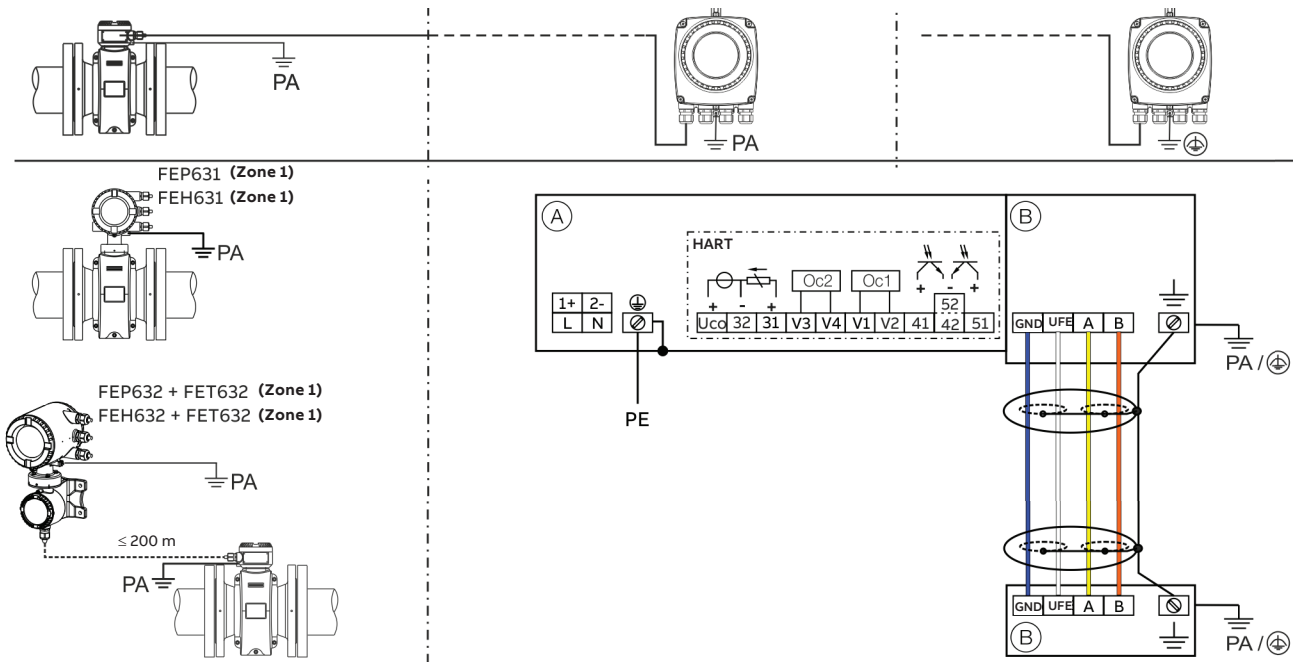 PA
PA
FEP631 (Zone 1)
FEH631 (Zone 1)
PA
FEP632 + FET632 (Zone 1)
FEH632 + FET632 (Zone 1)
PA
≤ 200 m
PA
A
HART
Oc2 Oc1
+ - +
+ - +
1+ 2-
L N
52
Uco 32 31 V3 V4 V1 V2 41 42 51
PE
B
GND UFE A B
PA /
GND UFE A B
B
PA /